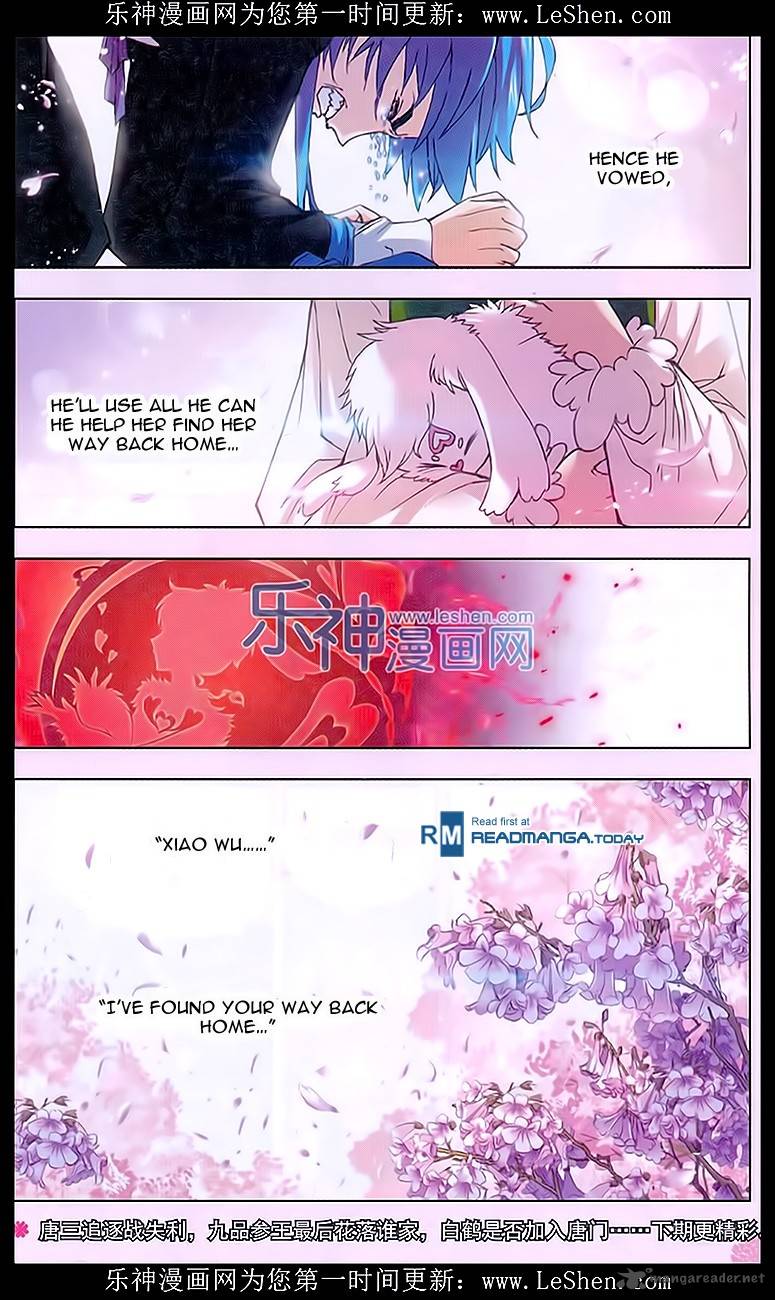 乐神漫画网为您第一时间更新：www.LeShen.com
HENCE HE
VOWED,
HE'LL USE ALL HE CAN
HE HELP HER FIND HER
WAY BACK HOME...
乐神漫画网
www.leshen.com
"XIAO WU......"
RM
Read first at
READMANGA.TODAY
"I'VE FOUND YOUR WAY BACK
HOME..."
唐三追逐战失利，九品参王最后花落谁家，白鹤是否加入唐门……下期更精彩.
乐神漫画网为您第一时间更新：www.LeShen.com
mangareader.net